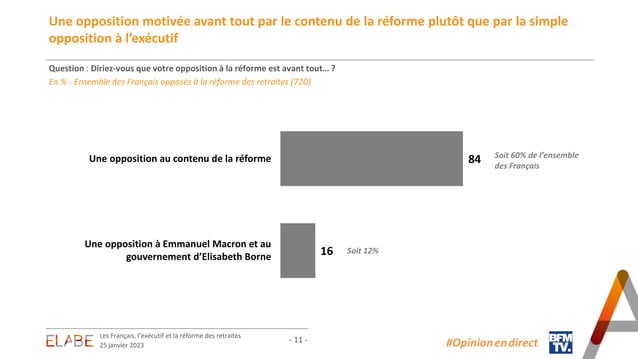 Une opposition motivée avant tout par le contenu de la réforme plutôt que par la simple
opposition à l’exécutif
Question : Diriez-vous que votre opposition à la réforme est avant tout… ?
En % - Ensemble des Français opposés à la réforme des retraites (720)
Une opposition au contenu de la réforme
84
Soit 60% de l’ensemble
des Français
Une opposition à Emmanuel Macron et au
gouvernement d’Elisabeth Borne
16
Soit 12%
ELABE
Les Français, l’exécutif et la réforme des retraites
25 janvier 2023
- 11 -
#Opinion en direct
BFM
TV.